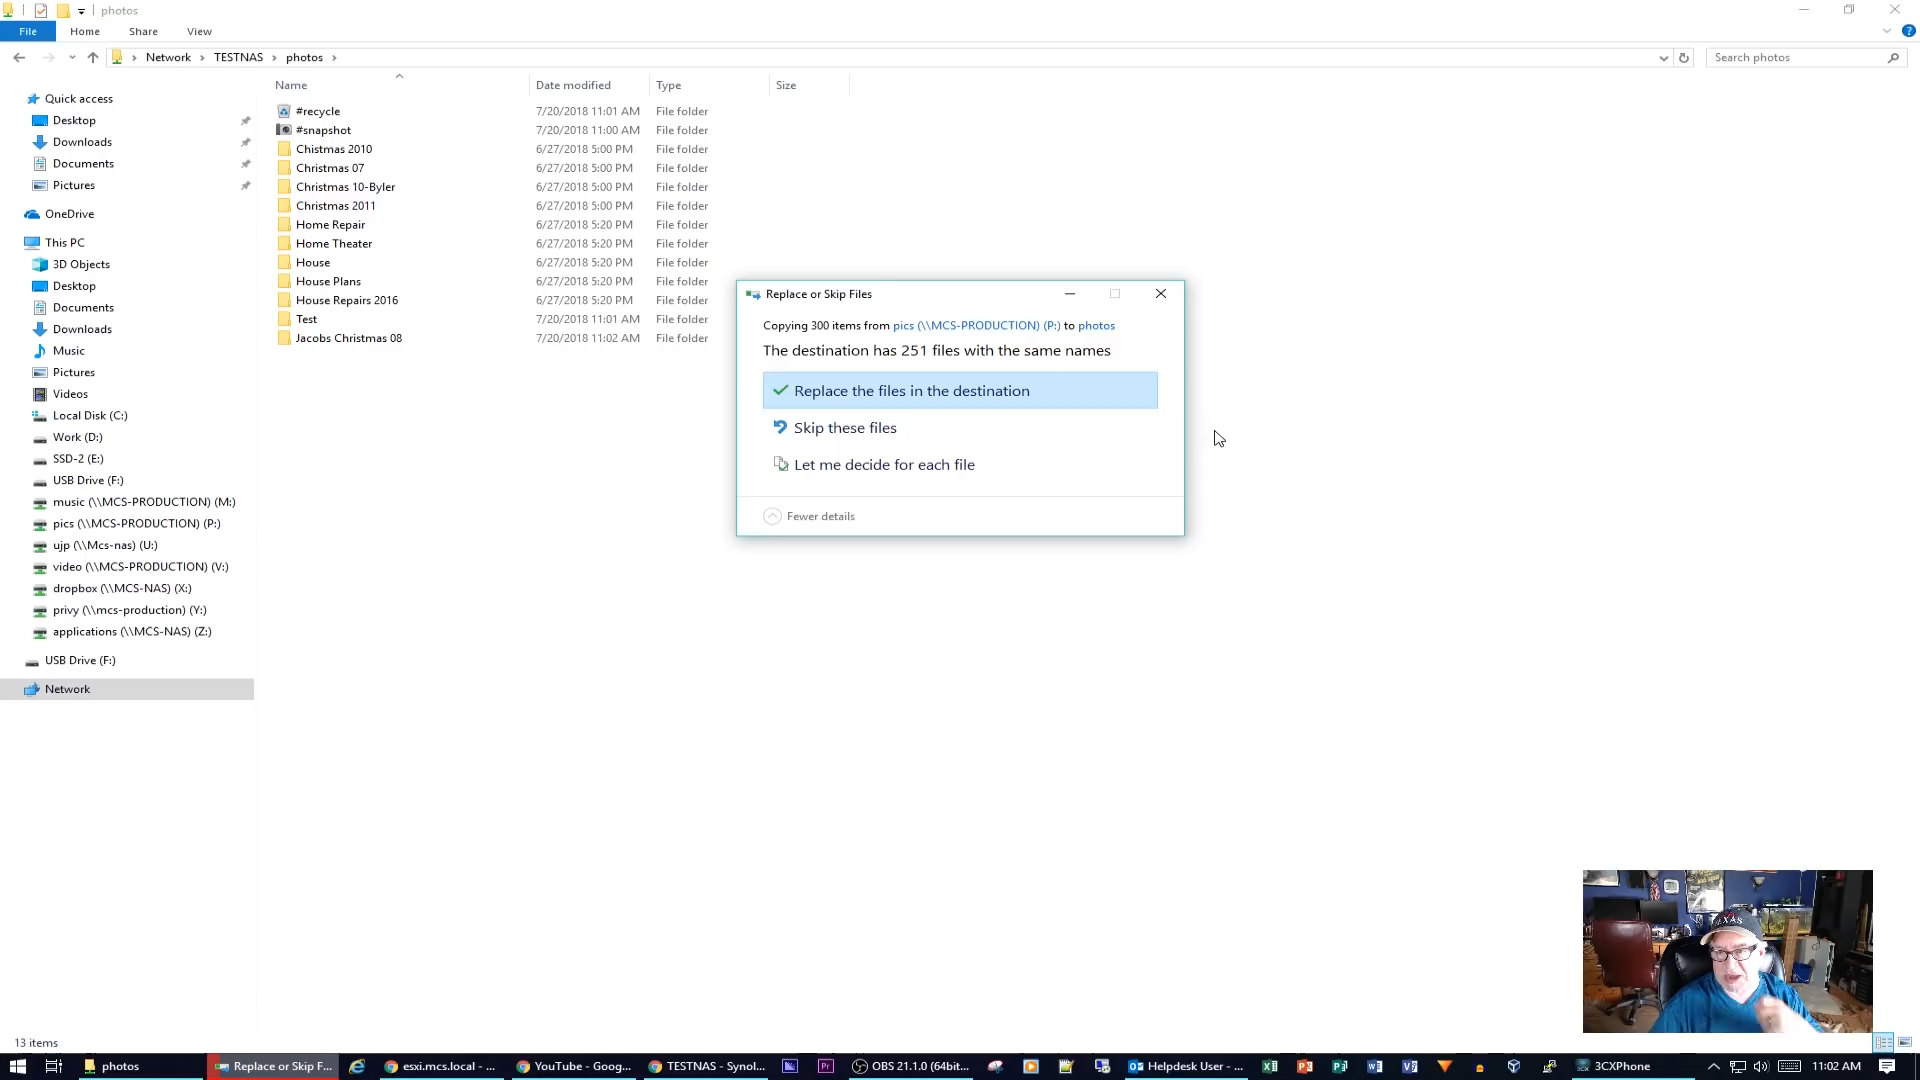 photos
File Home Share View
Network TESTNAS photos
Search photos
Name Date modified Type Size
Quick access
Desktop
Downloads
Documents
Pictures
OneDrive
This PC
3D Objects
Desktop
Documents
Downloads
Music
Pictures
Videos
Local Disk (C:)
Work (D:)
SSD-2 (E:)
USB Drive (F:)
music (\\MCS-PRODUCTION) (M:)
pics (\\MCS-PRODUCTION) (P:)
ujp (\\Mcs-nas) (U:)
video (\\MCS-PRODUCTION) (V:)
dropbox (\\MCS-NAS) (X:)
privy (\\mcs-production) (Y:)
applications (\\MCS-NAS) (Z:)
USB Drive (F:)
Network
#recycle 7/20/2018 11:01 AM File folder
#snapshot 7/20/2018 11:00 AM File folder
Chistmas 2010 6/27/2018 5:00 PM File folder
Christmas 07 6/27/2018 5:00 PM File folder
Christmas 10-Byler 6/27/2018 5:00 PM File folder
Christmas 2011 6/27/2018 5:00 PM File folder
Home Repair 6/27/2018 5:20 PM File folder
Home Theater 6/27/2018 5:20 PM File folder
House 6/27/2018 5:20 PM File folder
House Plans 6/27/2018 5:20 PM File folder
House Repairs 2016 6/27/2018 5:20 PM File folder
Test 7/20/2018 11:01 AM File folder
Jacobs Christmas 08 7/20/2018 11:02 AM File folder
Replace or Skip Files
Copying 300 items from pics (\\MCS-PRODUCTION) (P:) to photos
The destination has 251 files with the same names
Replace the files in the destination
Skip these files
Let me decide for each file
Fewer details
TEXAS
13 items
photos Replace or Skip F... esxi.mcs.local - ... YouTube - Goog... TESTNAS - Synol... Pr OBS 21.1.0 (64bit... Helpdesk User - ... 3CXPhone 11:02 AM